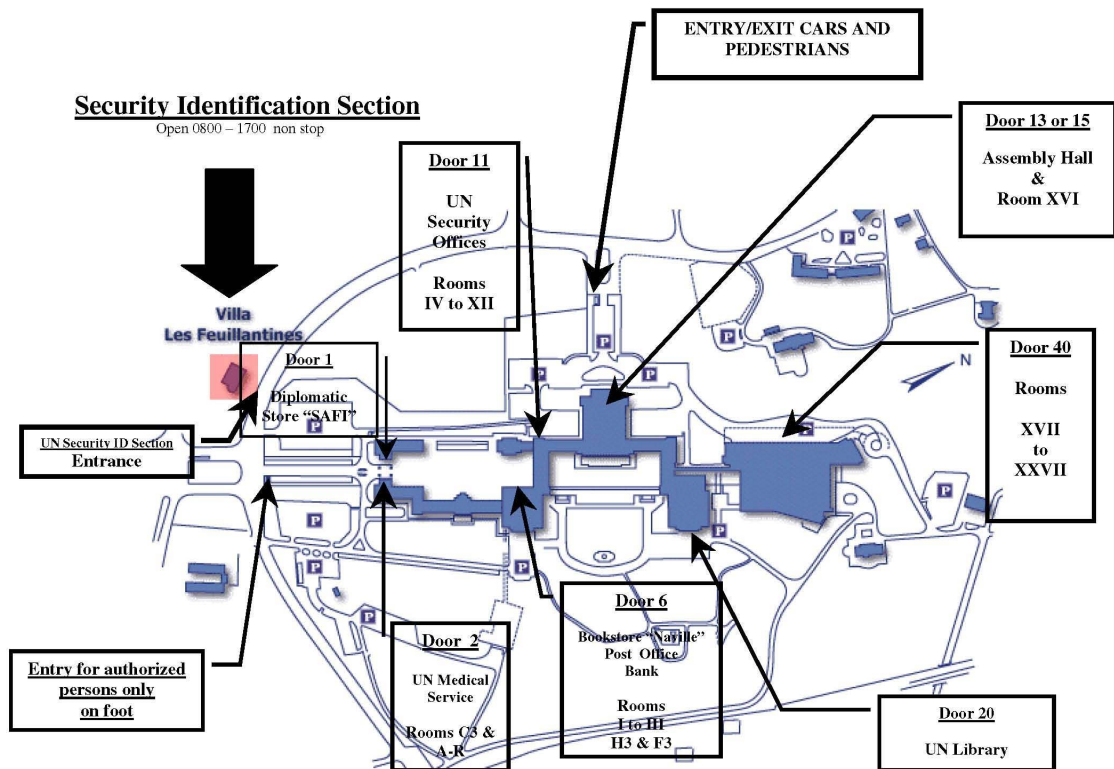 ENTRY/EXIT CARS AND
PEDESTRIANS
Security Identification Section
Open 0800 – 1700 non stop
Door 13 or 15
Assembly Hall
&
Room XVI
Door 11
UN
Security
Offices
Rooms
IV to XII
Villa
Les Feuillantines
Door 1
Diplomatic
Store “SAFI”
Door 40
Rooms
XVII
to
XXVII
N
UN Security ID Section
Entrance
P
P
P
P
P
P
P
P
P
P
P
P
P
P
Entry for authorized
persons only
on foot
Door 2
UN Medical
Service
Rooms C3 &
A-R
Door 6
Bookstore “Naville”
Post Office
Bank
Rooms
I to III
H3 & F3
Door 20
UN Library